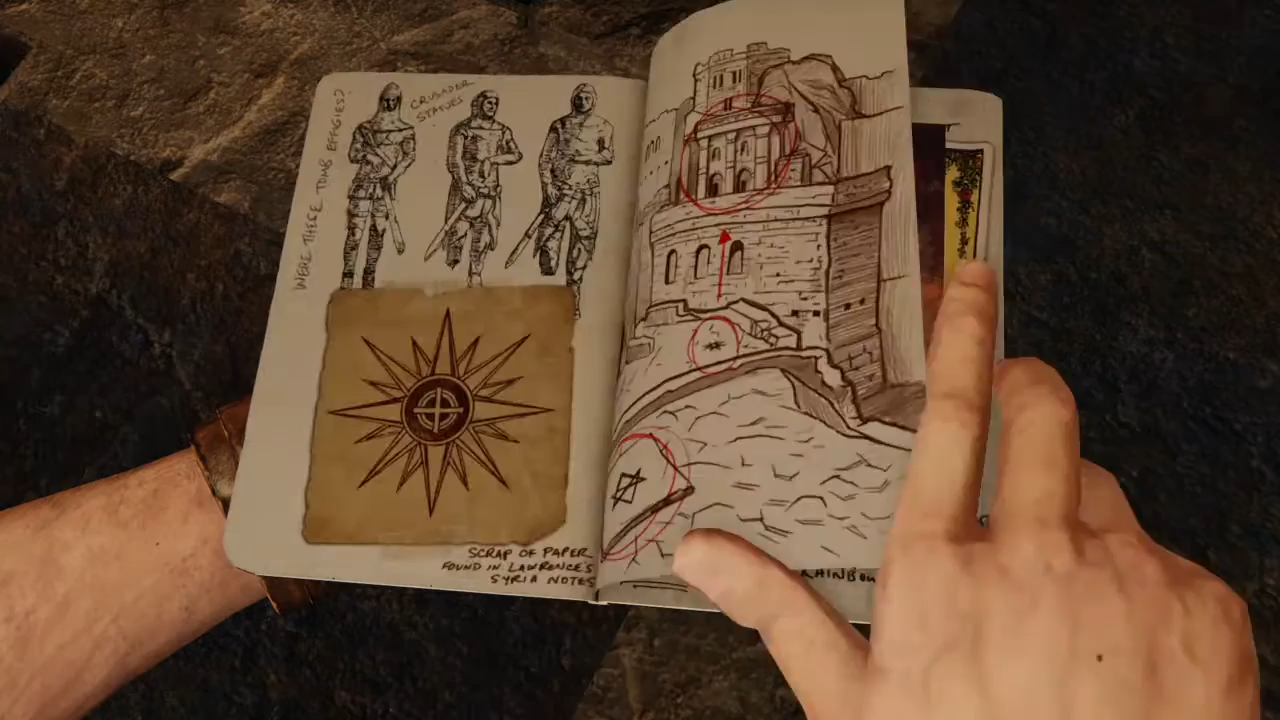 WERE THESE TOMB EFFIGIES?
CRUSADER
STATUES
SCRAP OF PAPER
FOUND IN LAWRENCE'S
SYRIA NOTES
RAINBOW